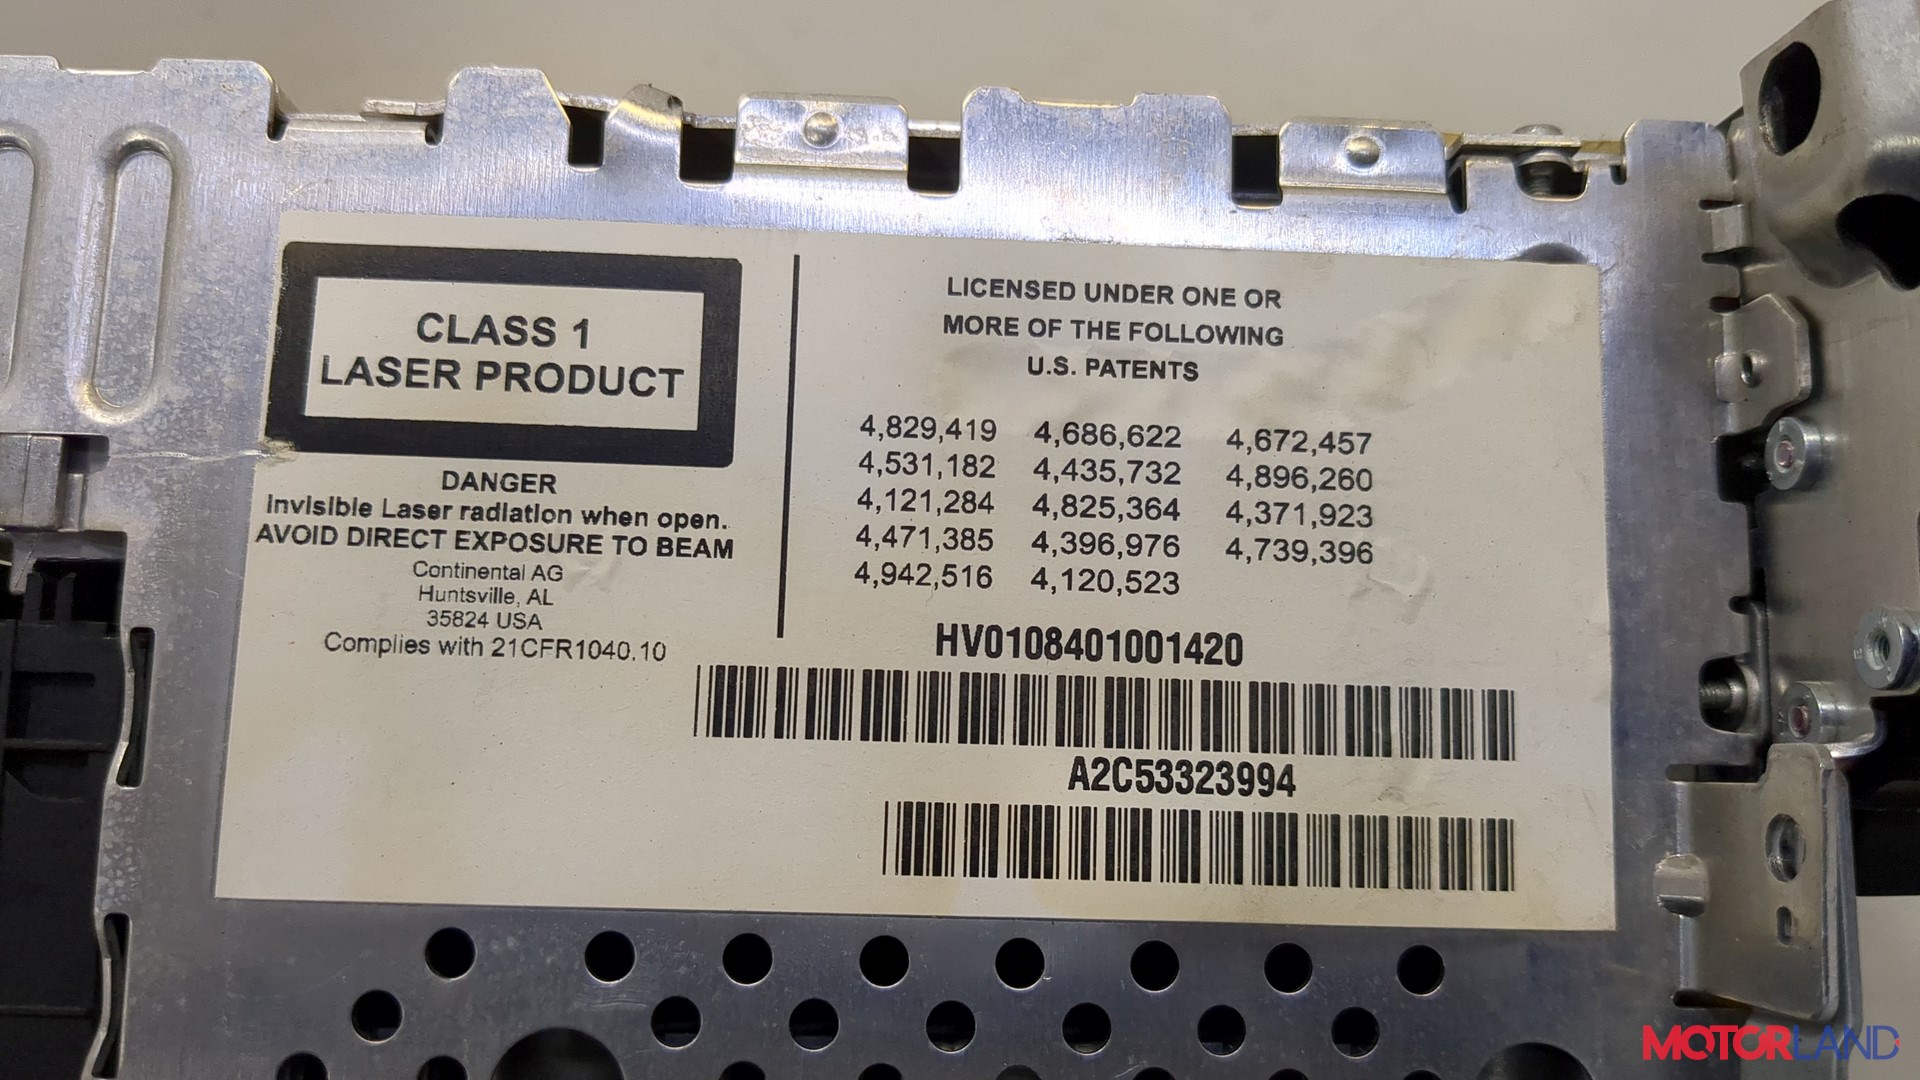 CLASS 1
LASER PRODUCT
DANGER
Invisible Laser radiation when open.
AVOID DIRECT EXPOSURE TO BEAM
Continental AG
Huntsville, AL
35824 USA
Complies with 21CFR1040.10
LICENSED UNDER ONE OR
MORE OF THE FOLLOWING
U.S. PATENTS
4,829,419 4,686,622 4,672,457
4,531,182 4,435,732 4,896,260
4,121,284 4,825,364 4,371,923
4,471,385 4,396,976 4,739,396
4,942,516 4,120,523
HV0108401001420
A2C53323994
MOTORLAND